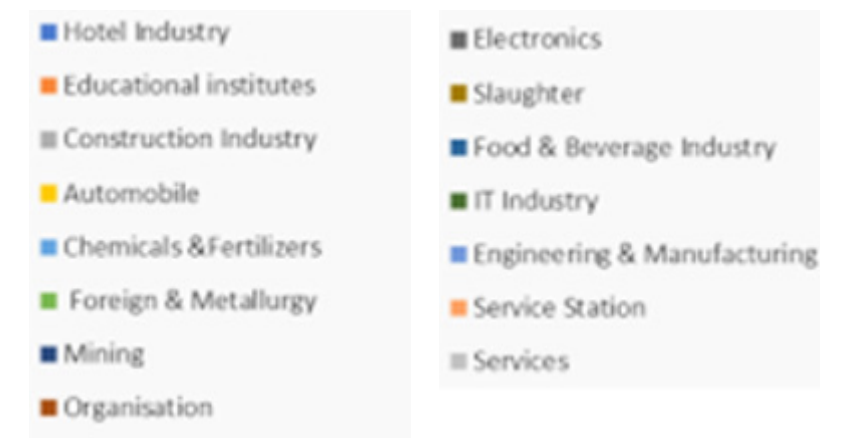 Hotel Industry
Educational institutes
Construction Industry
Automobile
Chemicals &Fertilizers
Foreign & Metallurgy
Mining
Organisation
Electronics
Slaughter
Food & Beverage Industry
IT Industry
Engineering & Manufacturing
Service Station
Services